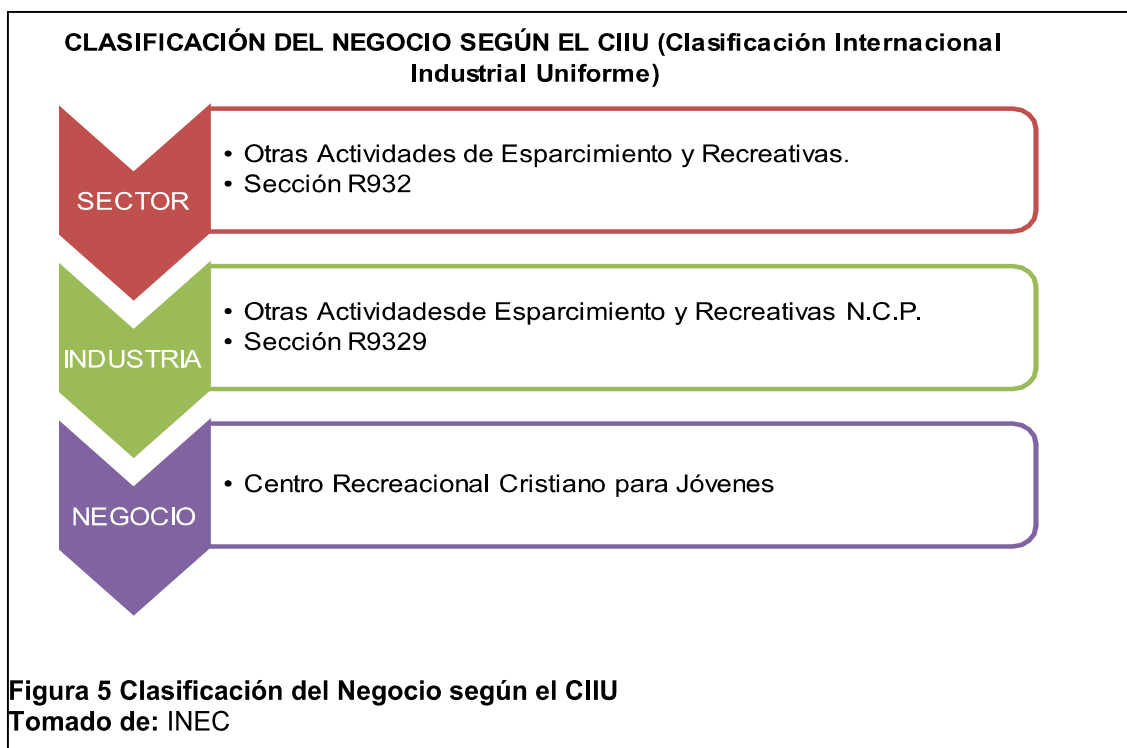 CLASIFICACIÓN DEL NEGOCIO SEGÚN EL CIIU (Clasificación Internacional
Industrial Uniforme)
SECTOR
• Otras Actividades de Esparcimiento y Recreativas.
• Sección R932
INDUSTRIA
• Otras Actividadesde Esparcimiento y Recreativas N.C.P.
• Sección R9329
NEGOCIO
• Centro Recreacional Cristiano para Jóvenes
Figura 5 Clasificación del Negocio según el CIIU
Tomado de: INEC